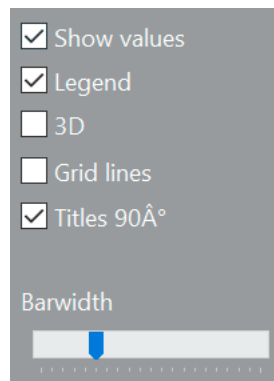 Show values
Legend
3D
Grid lines
Titles 90Â°
Barwidth